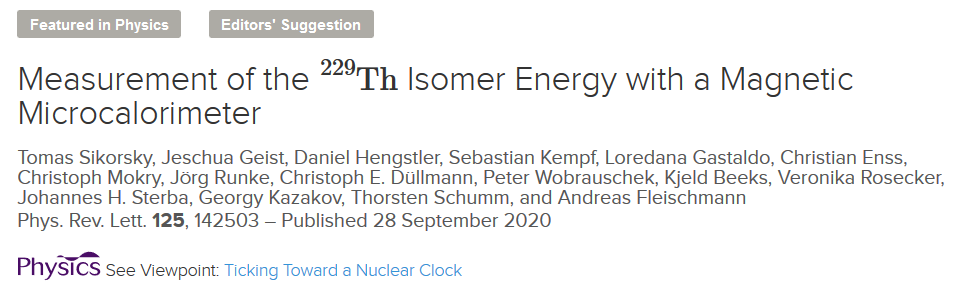 Featured in Physics Editors' Suggestion
Measurement of the ²²⁹Th Isomer Energy with a Magnetic
Microcalorimeter
Tomas Sikorsky, Jeschua Geist, Daniel Hengstler, Sebastian Kempf, Loredana Gastaldo, Christian Enss,
Christoph Mokry, Jörg Runke, Christoph E. Düllmann, Peter Wobrauschek, Kjeld Beeks, Veronika Rosecker,
Johannes H. Sterba, Georgy Kazakov, Thorsten Schumm, and Andreas Fleischmann
Phys. Rev. Lett. 125, 142503 – Published 28 September 2020
Physics See Viewpoint: Ticking Toward a Nuclear Clock